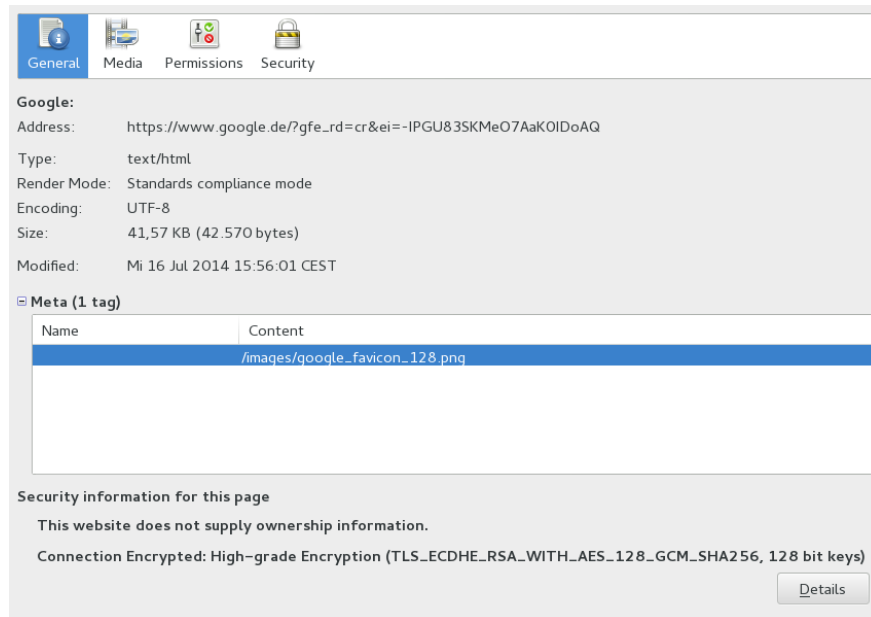 General Media Permissions Security
Google:
Address: https://www.google.de/?gfe_rd=cr&ei=-IPGU83SKMeO7AaK0IDoAQ
Type: text/html
Render Mode: Standards compliance mode
Encoding: UTF-8
Size: 41,57 KB (42.570 bytes)
Modified: Mi 16 Jul 2014 15:56:01 CEST
Meta (1 tag)
Name Content
/images/google_favicon_128.png
Security information for this page
This website does not supply ownership information.
Connection Encrypted: High-grade Encryption (TLS_ECDHE_RSA_WITH_AES_128_GCM_SHA256, 128 bit keys)
Details